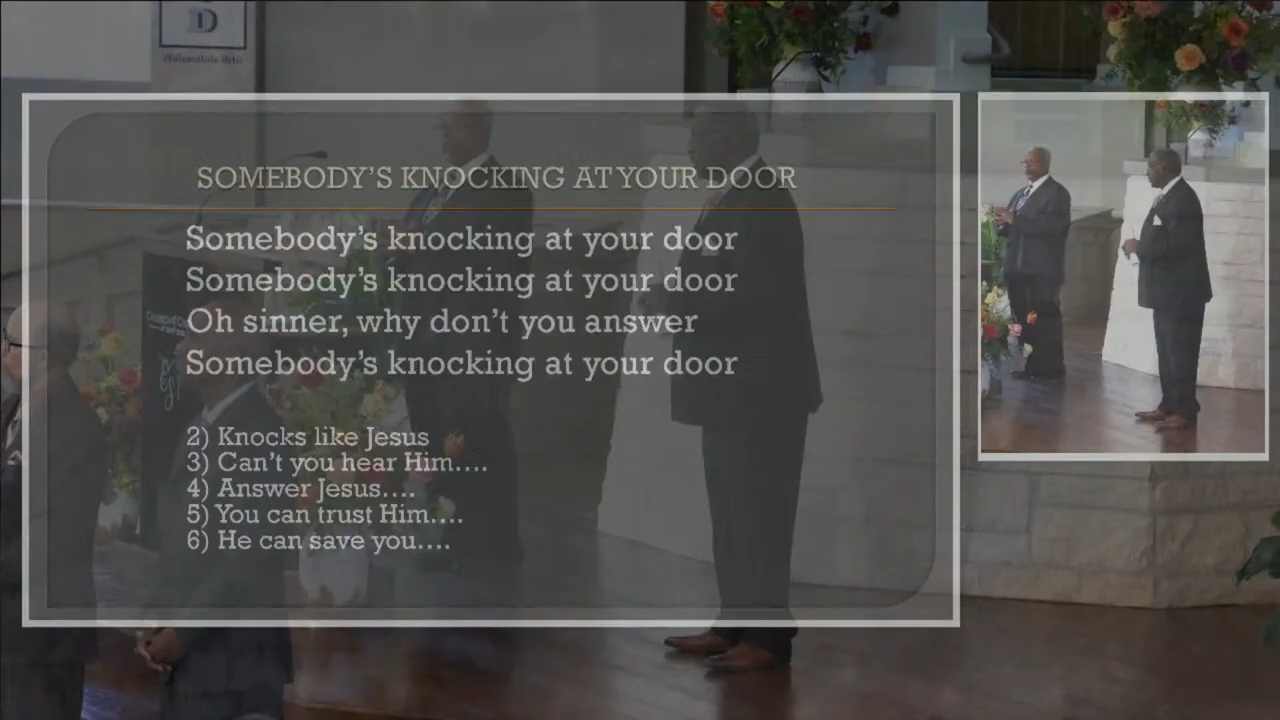 D
SOMEBODY'S KNOCKING AT YOUR DOOR
Somebody's knocking at your door
Somebody's knocking at your door
Oh sinner, why don't you answer
Somebody's knocking at your door
2) Knocks like Jesus
3) Can't you hear Him....
4) Answer Jesus....
5) You can trust Him....
6) He can save you....